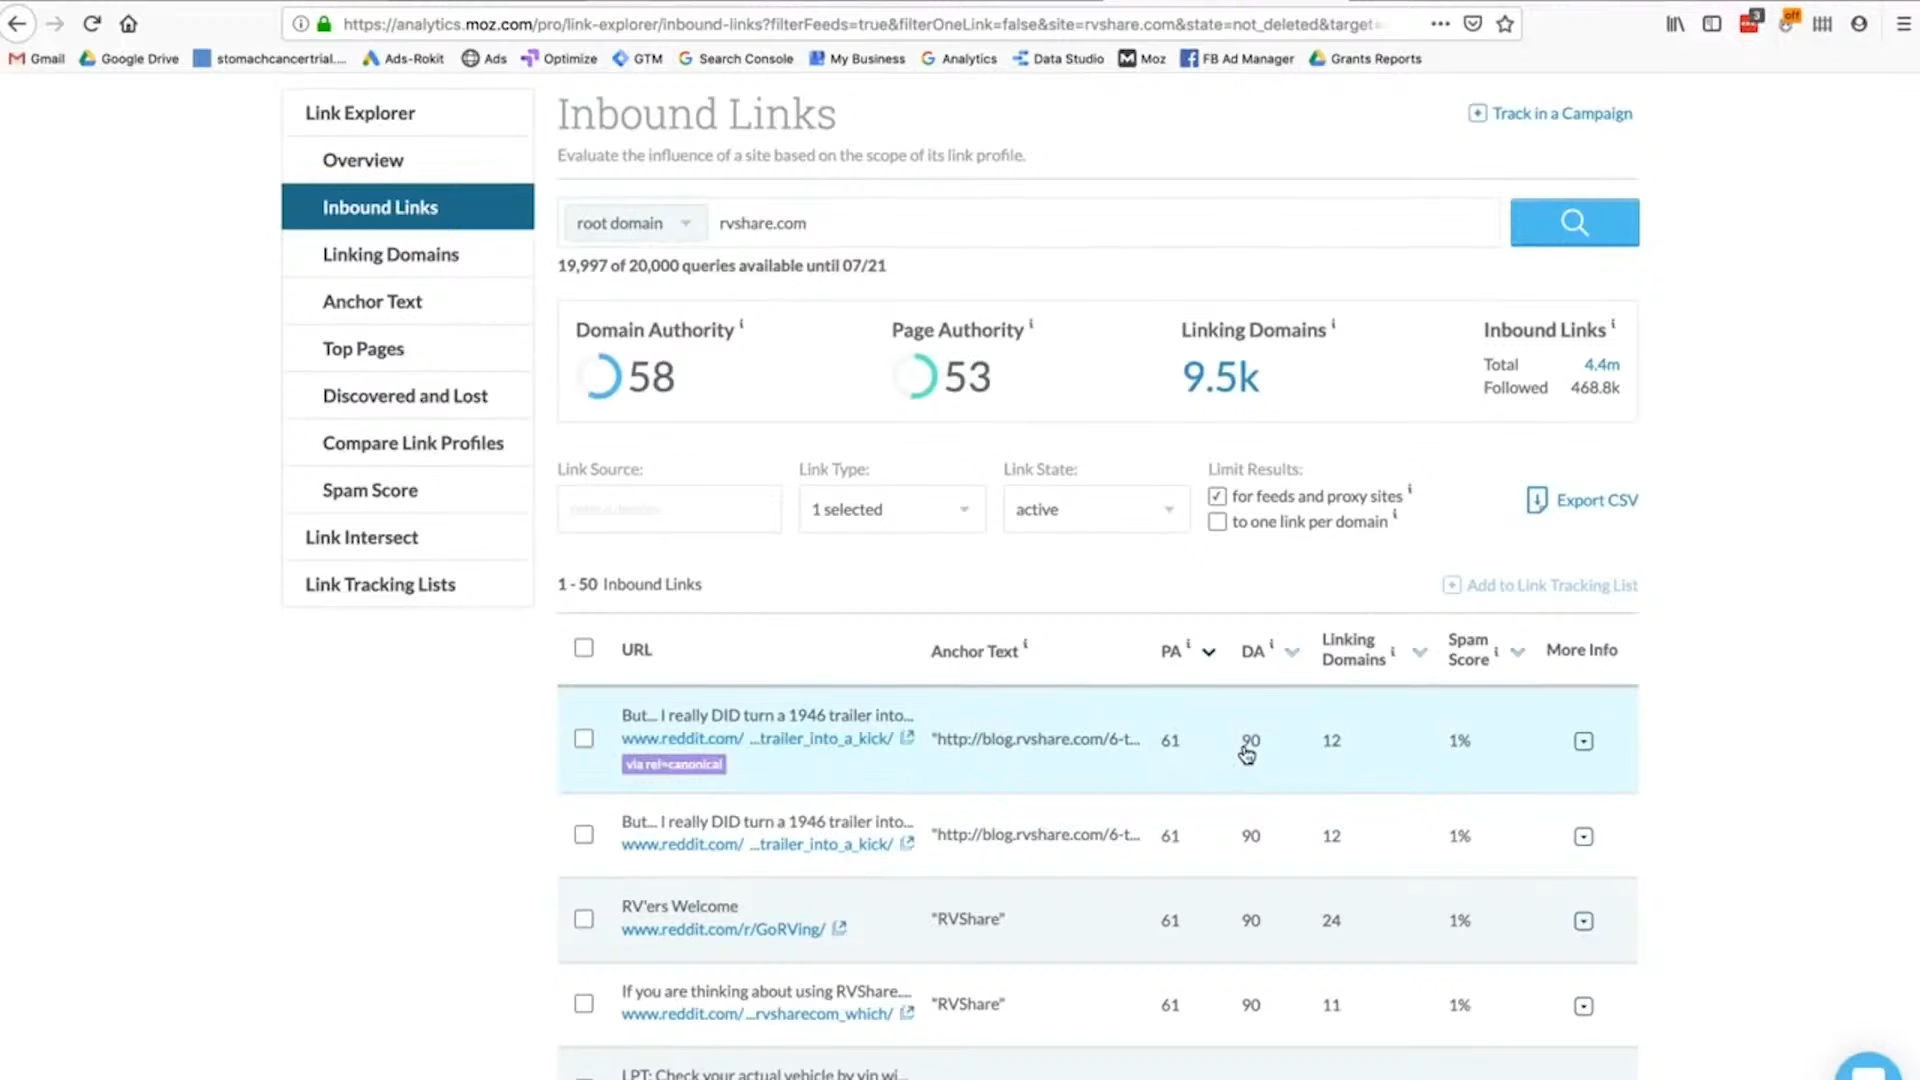 https://analytics.moz.com/pro/link-explorer/inbound-links?filterFeeds=true&filterOneLink=false&site=rvshare.com&state=not_deleted&target=
3
off
Gmail
Google Drive
stomachcancertrial....
Ads-Rokit
Ads
Optimize
GTM
Search Console
My Business
Analytics
Data Studio
Moz
FB Ad Manager
Grants Reports
Link Explorer
Overview
Inbound Links
Linking Domains
Anchor Text
Top Pages
Discovered and Lost
Compare Link Profiles
Spam Score
Link Intersect
Link Tracking Lists
Inbound Links
Track in a Campaign
Evaluate the influence of a site based on the scope of its link profile.
root domain
rvshare.com
19,997 of 20,000 queries available until 07/21
Domain Authority i
58
Page Authority i
53
Linking Domains i
9.5k
Inbound Links i
Total 4.4m
Followed 468.8k
Link Source:
Link Type:
1 selected
Link State:
active
Limit Results:
for feeds and proxy sites i
to one link per domain i
Export CSV
1 - 50 Inbound Links
Add to Link Tracking List
URL Anchor Text i PA i DA i Linking Domains i Spam Score i More Info
But... I really DID turn a 1946 trailer into...
www.reddit.com/ ...trailer_into_a_kick/ "http://blog.rvshare.com/6-t... 61 90 12 1%
via rel=canonical
But... I really DID turn a 1946 trailer into...
www.reddit.com/ ...trailer_into_a_kick/ "http://blog.rvshare.com/6-t... 61 90 12 1%
RV'ers Welcome
www.reddit.com/r/GoRVing/ "RVShare" 61 90 24 1%
If you are thinking about using RVShare....
www.reddit.com/...rvsharecom_which/ "RVShare" 61 90 11 1%
LPT: Check your actual vehicle by vin wi...